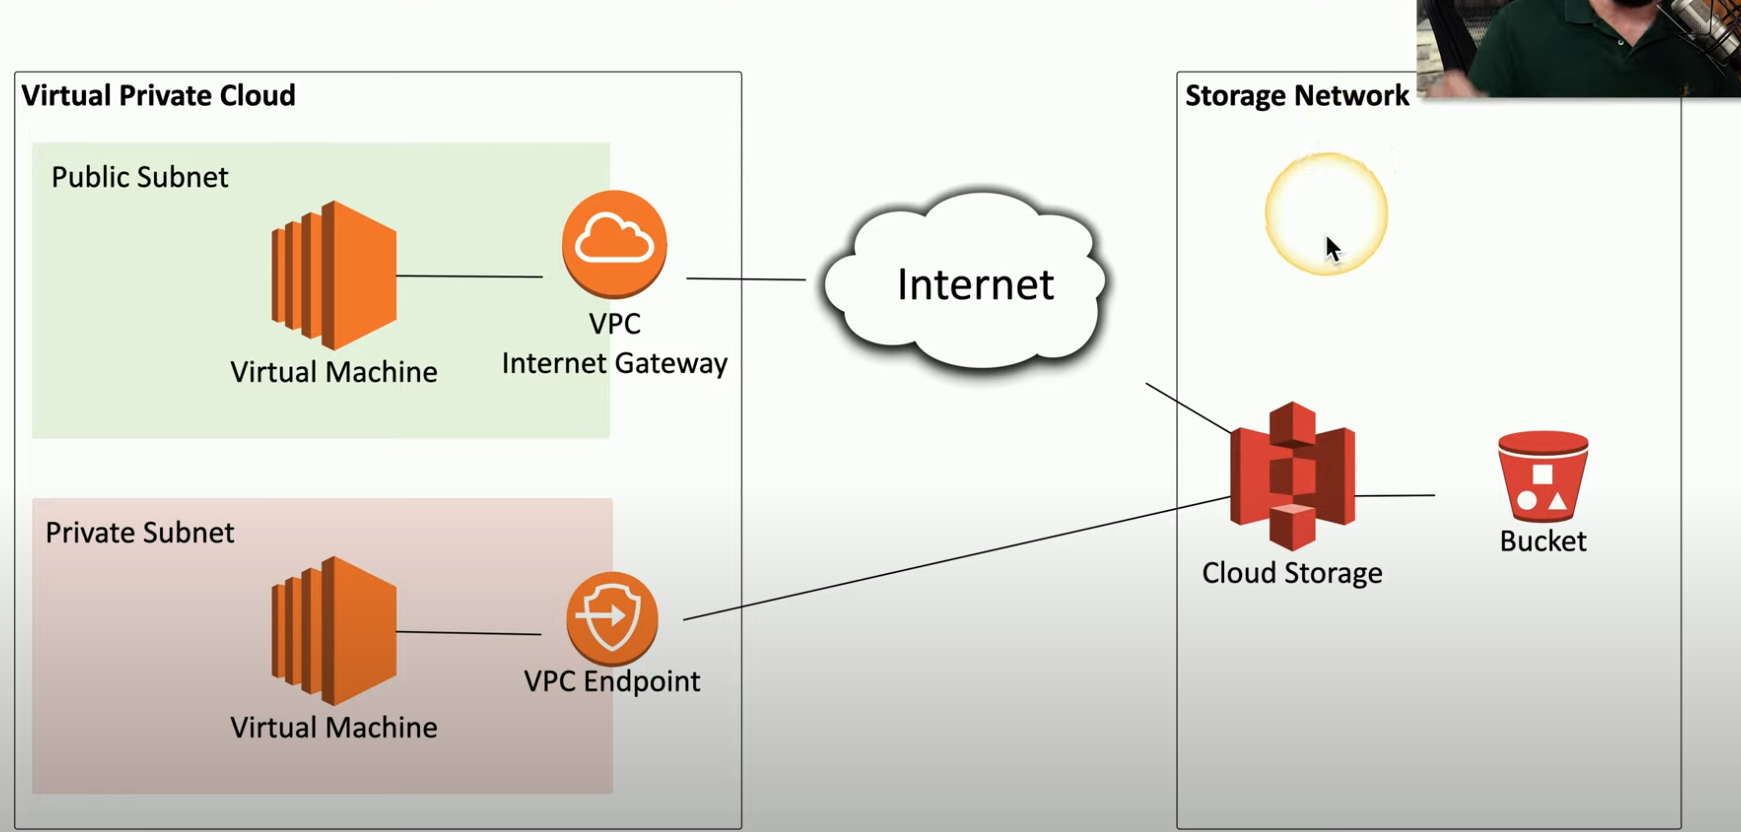 Virtual Private Cloud
Public Subnet
Virtual Machine
VPC
Internet Gateway
Internet
Private Subnet
Virtual Machine
VPC Endpoint
Storage Network
Cloud Storage
Bucket